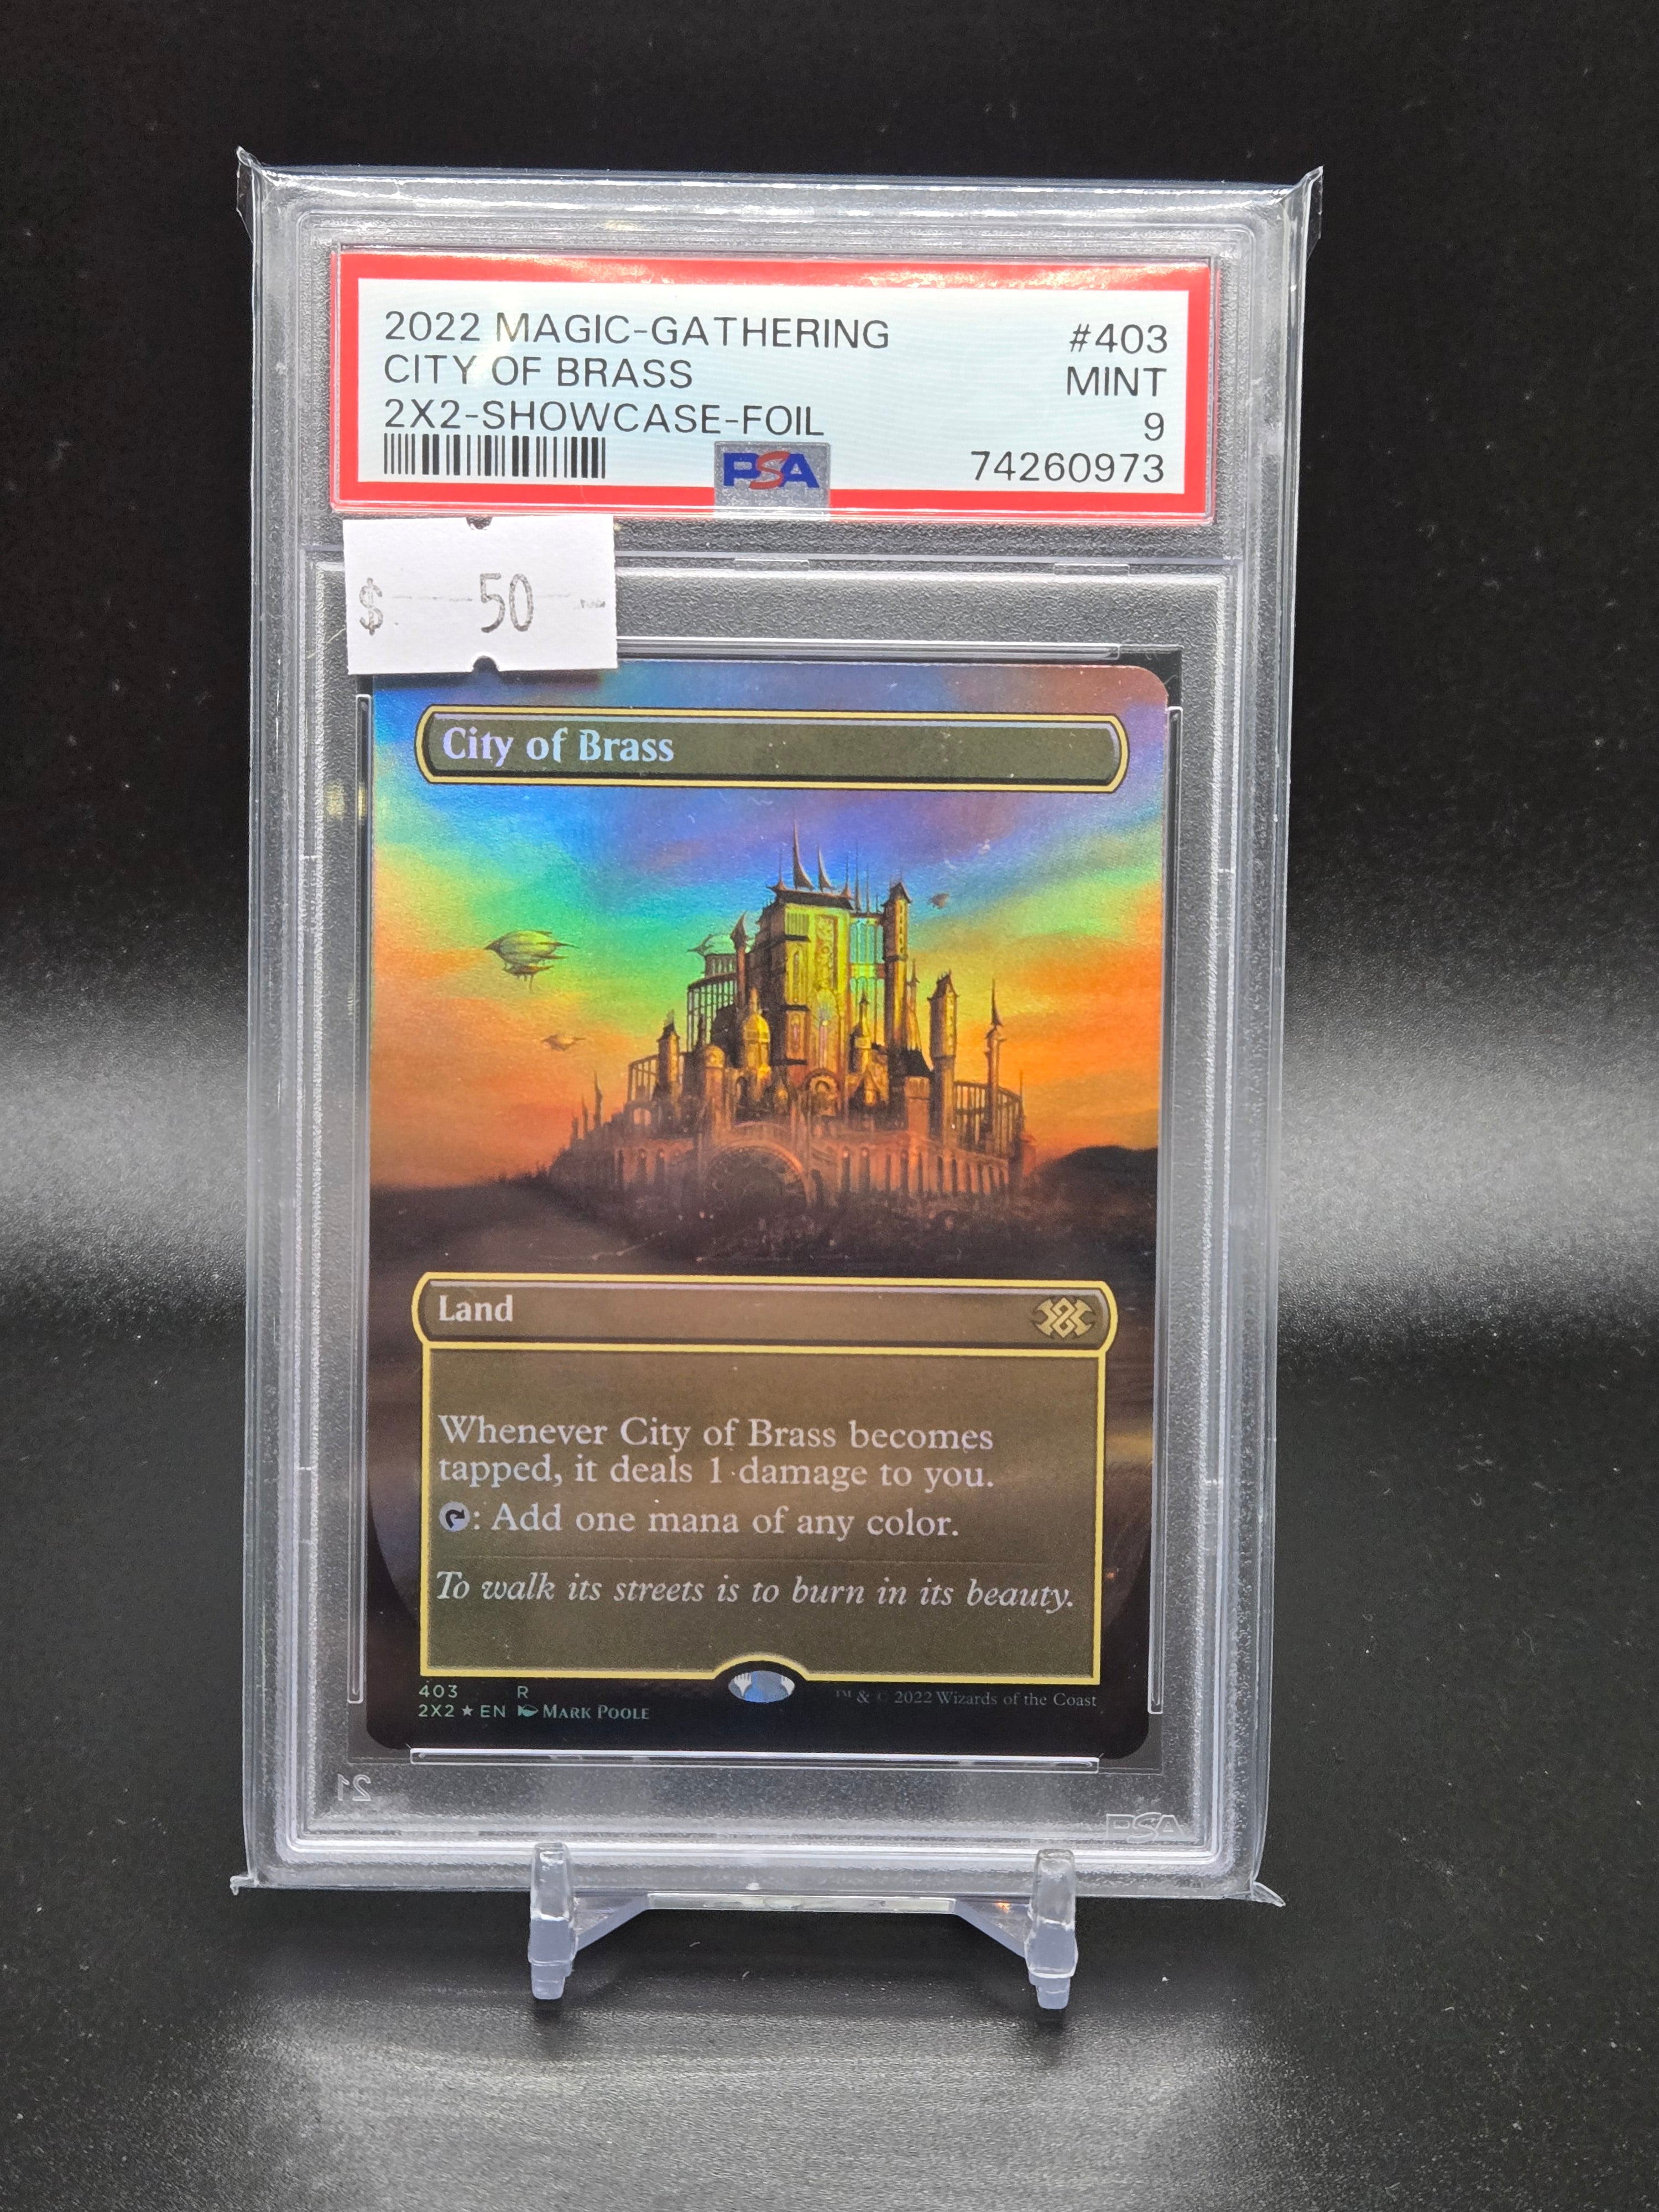 2022 MAGIC-GATHERING #403
CITY OF BRASS MINT
2X2-SHOWCASE-FOIL 9
PSA 74260973
$ 50
City of Brass
Land
Whenever City of Brass becomes
tapped, it deals 1 damage to you.
: Add one mana of any color.
To walk its streets is to burn in its beauty.
403 R
2X2 ★ EN MARK POOLE
™ & © 2022 Wizards of the Coast
21
PSA